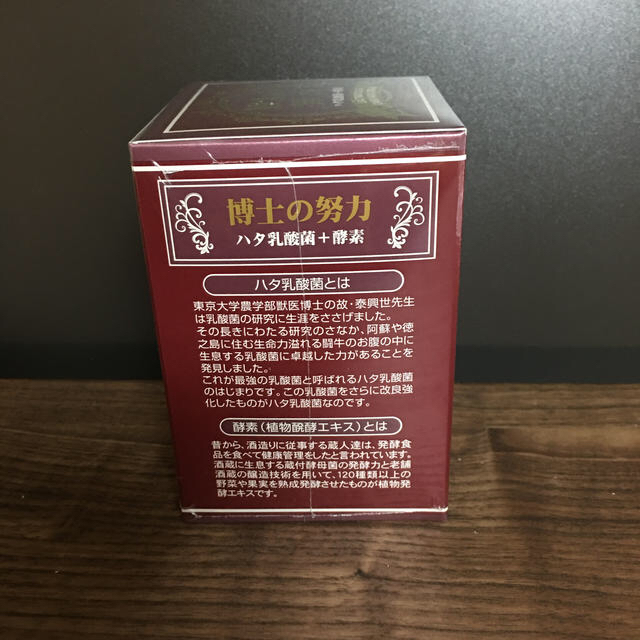 博士の努力
ハタ乳酸菌＋酵素
ハタ乳酸菌とは
東京大学農学部獣医博士の故・泰興世先生
は乳酸菌の研究に生涯をささげました。
その長きにわたる研究のさなか、阿蘇や徳
之島に住む生命力溢れる闘牛のお腹の中に
生息する乳酸菌に卓越した力があることを
発見しました。
これが最強の乳酸菌と呼ばれるハタ乳酸菌
のはじまりです。この乳酸菌をさらに改良強
化したものがハタ乳酸菌なのです。
酵素（植物醗酵エキス）とは
昔から、酒造りに従事する蔵人達は、発酵食
品を食べて健康管理をしたと言われています。
酒蔵に生息する蔵付酵母菌の発酵力と老舗
酒蔵の醸造技術を用いて、120種類以上の
野菜や果実を熟成発酵させたものが植物発
酵エキスです。